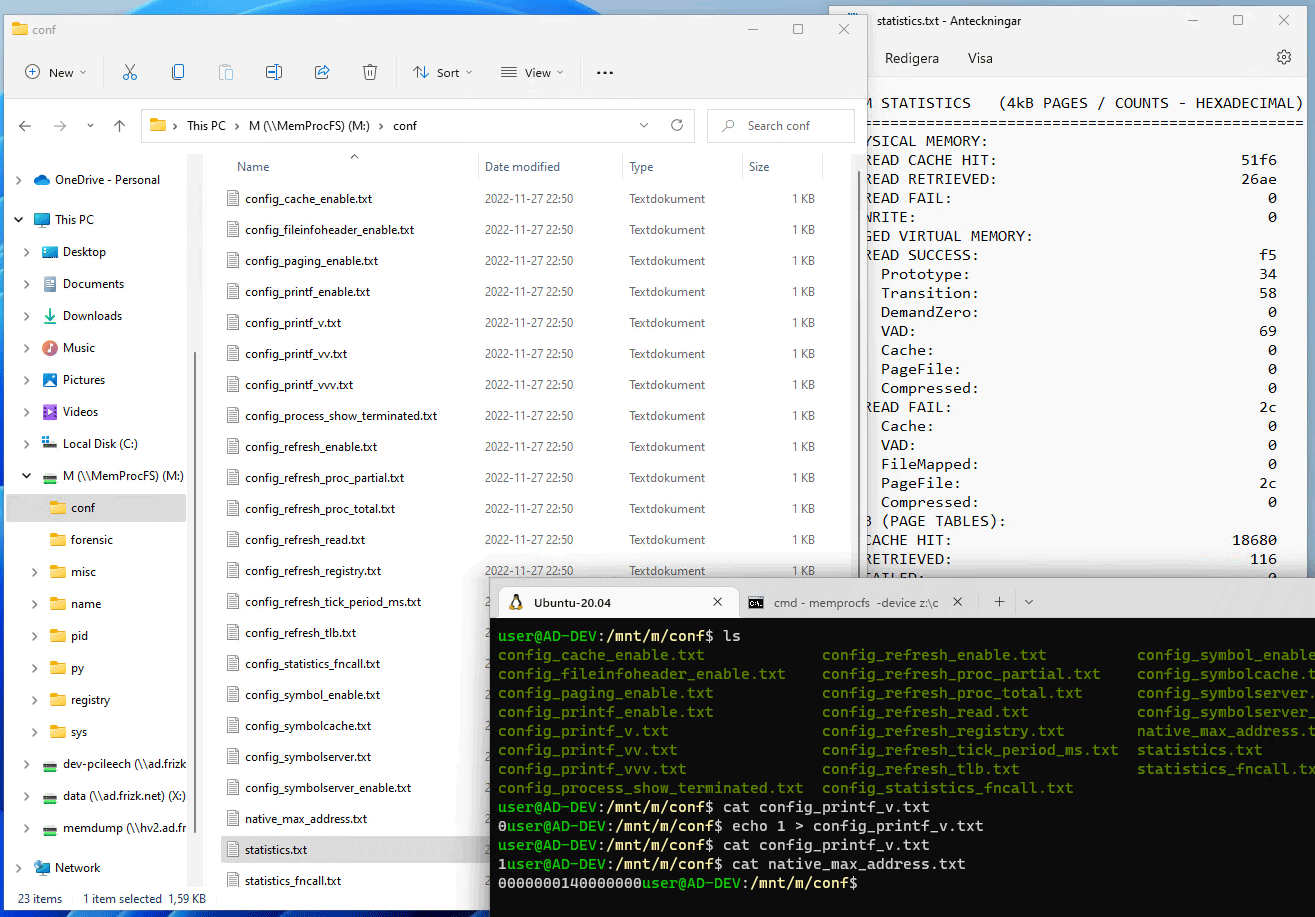 conf
New
Sort
View
This PC
M (\\MemProcFS) (M:)
conf
Search conf
OneDrive - Personal
This PC
Desktop
Documents
Downloads
Music
Pictures
Videos
Local Disk (C:)
M (\\MemProcFS) (M:)
conf
forensic
misc
name
pid
py
registry
sys
dev-pcileech (\\ad.frizk
data (\\ad.frizk.net) (X:)
memdump (\\hv2.ad.fr
Network
Name Date modified Type Size
config_cache_enable.txt 2022-11-27 22:50 Textdokument 1 KB
config_fileinfoheader_enable.txt 2022-11-27 22:50 Textdokument 1 KB
config_paging_enable.txt 2022-11-27 22:50 Textdokument 1 KB
config_printf_enable.txt 2022-11-27 22:50 Textdokument 1 KB
config_printf_v.txt 2022-11-27 22:50 Textdokument 1 KB
config_printf_vv.txt 2022-11-27 22:50 Textdokument 1 KB
config_printf_vvv.txt 2022-11-27 22:50 Textdokument 1 KB
config_process_show_terminated.txt 2022-11-27 22:50 Textdokument 1 KB
config_refresh_enable.txt 2022-11-27 22:50 Textdokument 1 KB
config_refresh_proc_partial.txt 2022-11-27 22:50 Textdokument 1 KB
config_refresh_proc_total.txt 2022-11-27 22:50 Textdokument 1 KB
config_refresh_read.txt 2022-11-27 22:50 Textdokument 1 KB
config_refresh_registry.txt 2022-11-27 22:50 Textdokument 1 KB
config_refresh_tick_period_ms.txt
config_refresh_tlb.txt
config_statistics_fncall.txt
config_symbol_enable.txt
config_symbolcache.txt
config_symbolserver.txt
config_symbolserver_enable.txt
native_max_address.txt
statistics.txt
statistics_fncall.txt
23 items 1 item selected 1,59 KB
statistics.txt - Anteckningar
Redigera Visa
M STATISTICS (4kB PAGES / COUNTS - HEXADECIMAL)
================================================
YSICAL MEMORY:
READ CACHE HIT: 51f6
READ RETRIEVED: 26ae
READ FAIL: 0
WRITE: 0
GED VIRTUAL MEMORY:
READ SUCCESS: f5
Prototype: 34
Transition: 58
DemandZero: 0
VAD: 69
Cache: 0
PageFile: 0
Compressed: 0
READ FAIL: 2c
Cache: 0
VAD: 0
FileMapped: 0
PageFile: 2c
Compressed: 0
B (PAGE TABLES):
CACHE HIT: 18680
RETRIEVED: 116
FAILED: 0
Ubuntu-20.04
cmd - memprocfs -device z:\c
user@AD-DEV:/mnt/m/conf$ ls
config_cache_enable.txt config_refresh_enable.txt config_symbol_enable
config_fileinfoheader_enable.txt config_refresh_proc_partial.txt config_symbolcache.
config_paging_enable.txt config_refresh_proc_total.txt config_symbolserver.
config_printf_enable.txt config_refresh_read.txt config_symbolserver_
config_printf_v.txt config_refresh_registry.txt native_max_address.t
config_printf_vv.txt config_refresh_tick_period_ms.txt statistics.txt
config_printf_vvv.txt config_refresh_tlb.txt statistics_fncall.tx
config_process_show_terminated.txt config_statistics_fncall.txt
user@AD-DEV:/mnt/m/conf$ cat config_printf_v.txt
0user@AD-DEV:/mnt/m/conf$ echo 1 > config_printf_v.txt
user@AD-DEV:/mnt/m/conf$ cat config_printf_v.txt
1user@AD-DEV:/mnt/m/conf$ cat native_max_address.txt
0000000140000000user@AD-DEV:/mnt/m/conf$